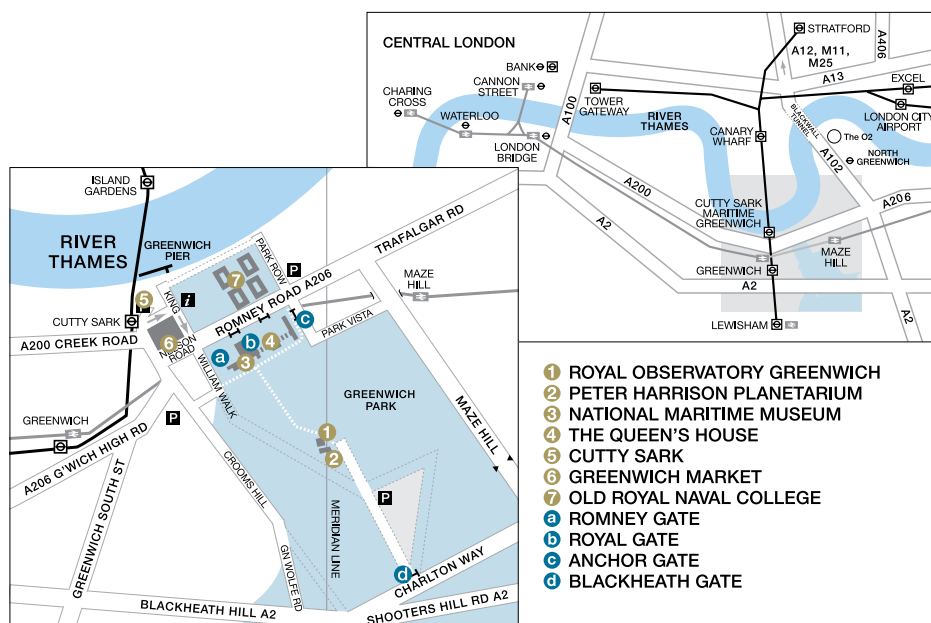 CENTRAL LONDON
STRATFORD
A406
A12, M11,
M25
A13
BANK
CANNON
STREET
EXCEL
CHARING
CROSS
A100
TOWER
GATEWAY
RIVER
THAMES
BLACKWALL
TUNNEL
LONDON CITY
AIRPORT
WATERLOO
CANARY
WHARF
The O2
LONDON
BRIDGE
A102
NORTH
GREENWICH
A200
A2
CUTTY SARK
MARITIME
GREENWICH
A206
GREENWICH
MAZE
HILL
A2
A2
LEWISHAM
ISLAND
GARDENS
RIVER
THAMES
GREENWICH
PIER
PARK ROW
P
TRAFALGAR RD
7
MAZE
HILL
5
P
KING
i
ROMNEY ROAD A206
CUTTY SARK
c
PARK VISTA
A200 CREEK ROAD
6
NELSON
ROAD
a
b
4
3
WILLIAM WALK
GREENWICH
PARK
MAZE HILL
GREENWICH
P
A206 G'WICH HIGH RD
1
2
CROOMS HILL
GREENWICH SOUTH ST
P
MERIDIAN LINE
GN WOLFE RD
d
CHARLTON WAY
BLACKHEATH HILL A2
SHOOTERS HILL RD A2
1 ROYAL OBSERVATORY GREENWICH
2 PETER HARRISON PLANETARIUM
3 NATIONAL MARITIME MUSEUM
4 THE QUEEN'S HOUSE
5 CUTTY SARK
6 GREENWICH MARKET
7 OLD ROYAL NAVAL COLLEGE
a ROMNEY GATE
b ROYAL GATE
c ANCHOR GATE
d BLACKHEATH GATE